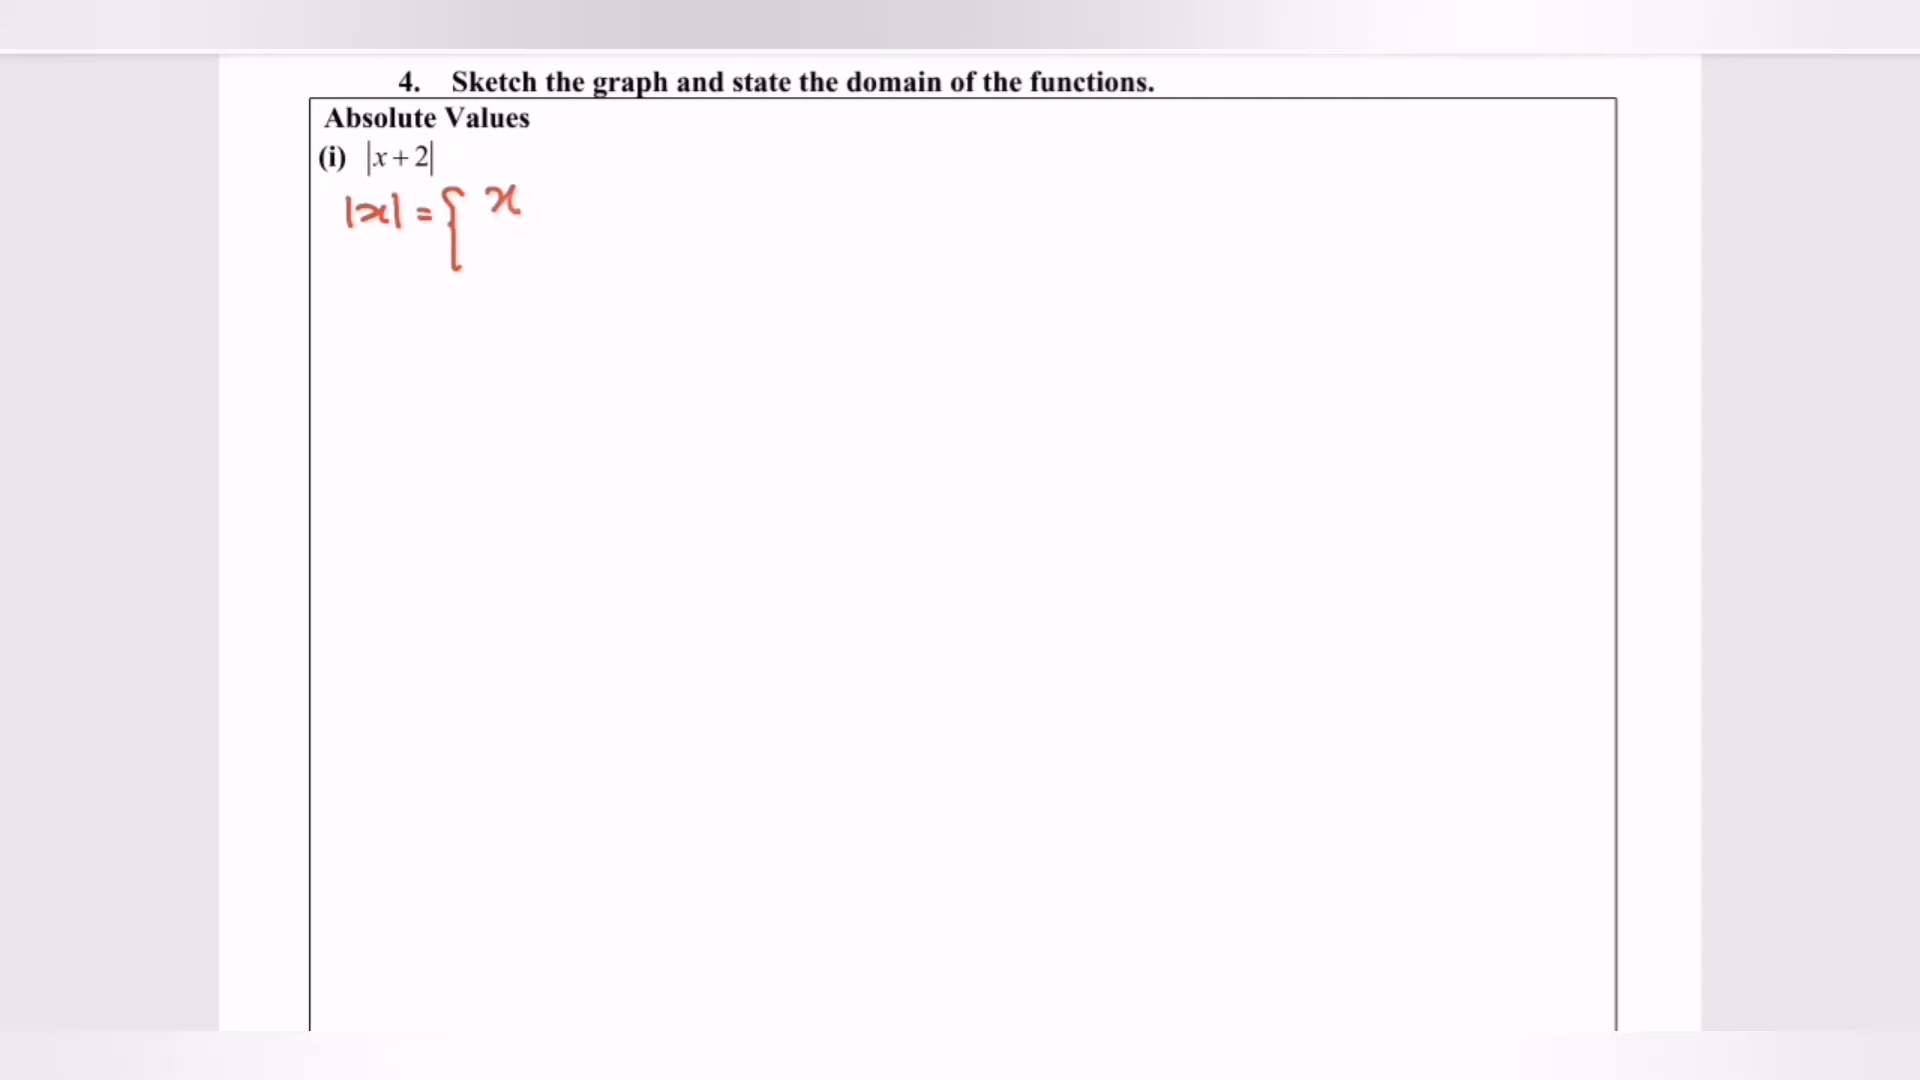 4. Sketch the graph and state the domain of the functions.
Absolute Values
(i) |x + 2|
|x| = { x